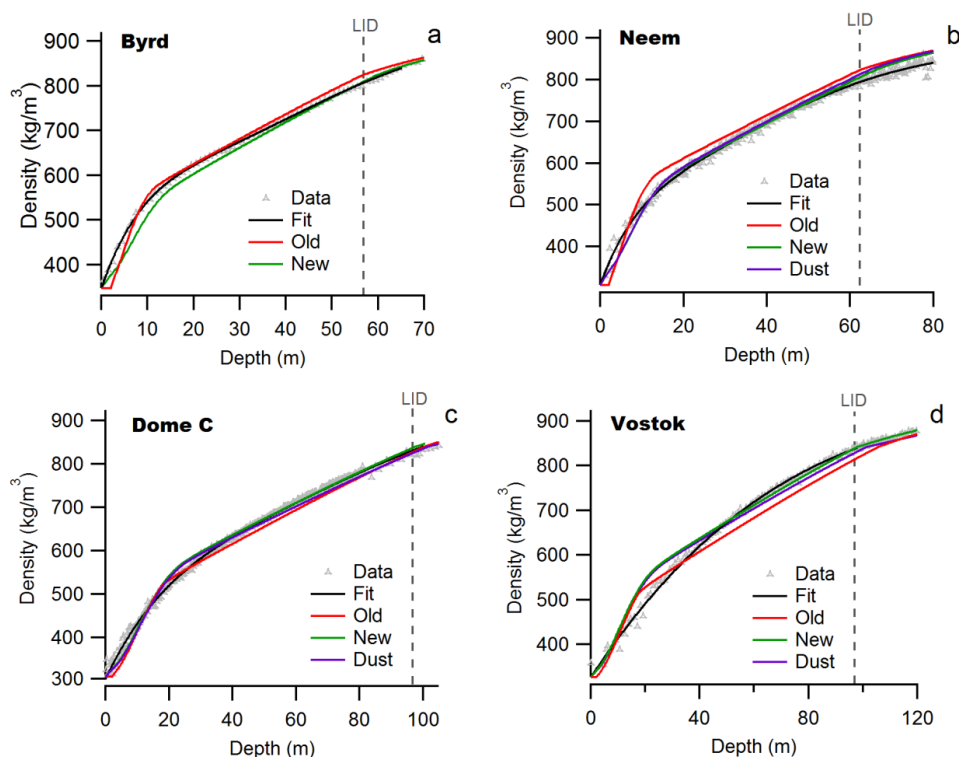 Byrd
LID
a
900
800
700
600
500
400
Density (kg/m³)
Data
Fit
Old
New
0 10 20 30 40 50 60 70
Depth (m)
Neem
LID
b
900
800
700
600
500
400
Density (kg/m³)
Data
Fit
Old
New
Dust
0 20 40 60 80
Depth (m)
Dome C
LID
c
900
800
700
600
500
400
300
Density (kg/m³)
Data
Fit
Old
New
Dust
0 20 40 60 80 100
Depth (m)
Vostok
LID
d
900
800
700
600
500
400
Density (kg/m³)
Data
Fit
Old
New
Dust
0 40 80 120
Depth (m)